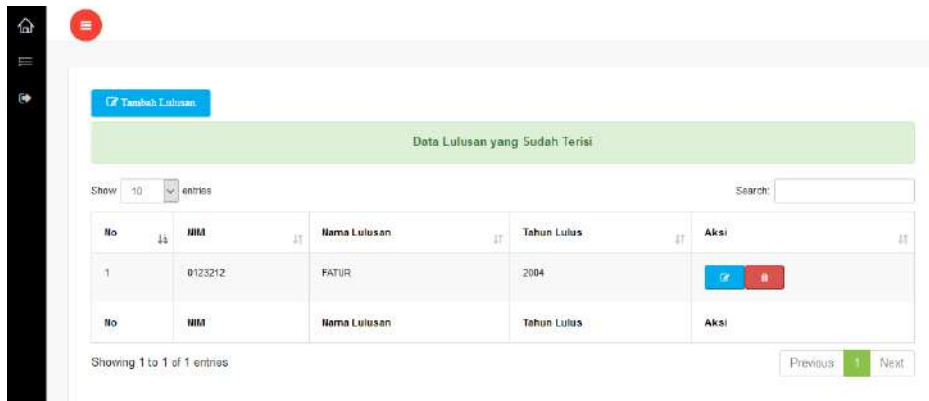 Tambah Lulusan
Data Lulusan yang Sudah Terisi
Show 10 entries
Search:
No NIM Nama Lulusan Tahun Lulus Aksi
1 0123212 FATUR 2004
No NIM Nama Lulusan Tahun Lulus Aksi
Showing 1 to 1 of 1 entries
Previous 1 Next